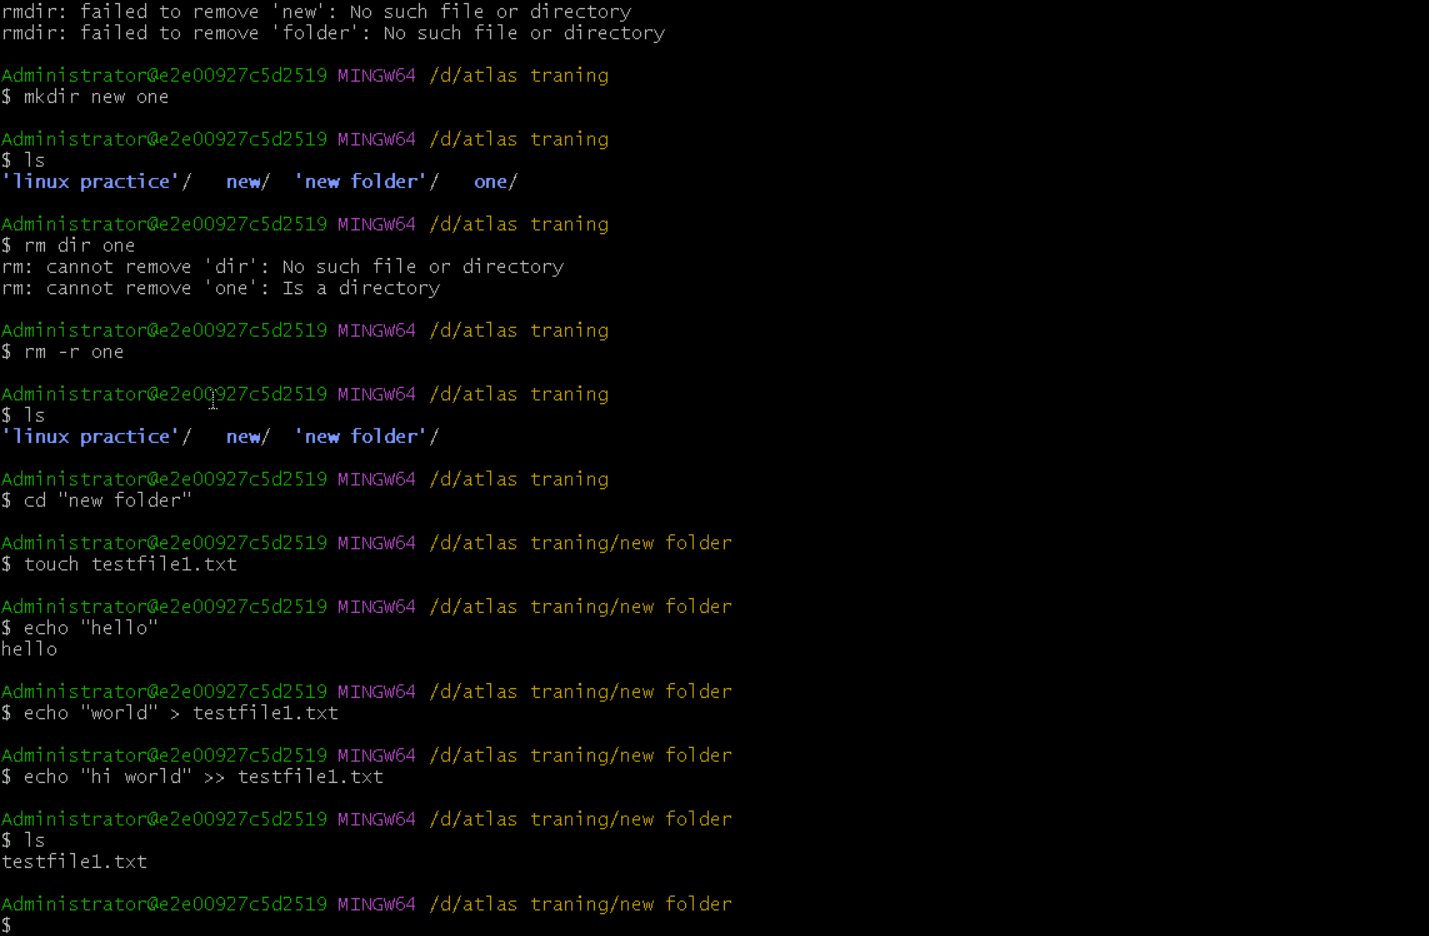 rmdir: failed to remove 'new': No such file or directory
rmdir: failed to remove 'folder': No such file or directory
Administrator@e2e00927c5d2519 MINGW64 /d/atlas traning
$ mkdir new one
Administrator@e2e00927c5d2519 MINGW64 /d/atlas traning
$ ls
'linux practice'/   new/  'new folder'/   one/
Administrator@e2e00927c5d2519 MINGW64 /d/atlas traning
$ rm dir one
rm: cannot remove 'dir': No such file or directory
rm: cannot remove 'one': Is a directory
Administrator@e2e00927c5d2519 MINGW64 /d/atlas traning
$ rm -r one
Administrator@e2e00927c5d2519 MINGW64 /d/atlas traning
$ ls
'linux practice'/   new/  'new folder'/
Administrator@e2e00927c5d2519 MINGW64 /d/atlas traning
$ cd "new folder"
Administrator@e2e00927c5d2519 MINGW64 /d/atlas traning/new folder
$ touch testfile1.txt
Administrator@e2e00927c5d2519 MINGW64 /d/atlas traning/new folder
$ echo "hello"
hello
Administrator@e2e00927c5d2519 MINGW64 /d/atlas traning/new folder
$ echo "world" > testfile1.txt
Administrator@e2e00927c5d2519 MINGW64 /d/atlas traning/new folder
$ echo "hi world" >> testfile1.txt
Administrator@e2e00927c5d2519 MINGW64 /d/atlas traning/new folder
$ ls
testfile1.txt
Administrator@e2e00927c5d2519 MINGW64 /d/atlas traning/new folder
$